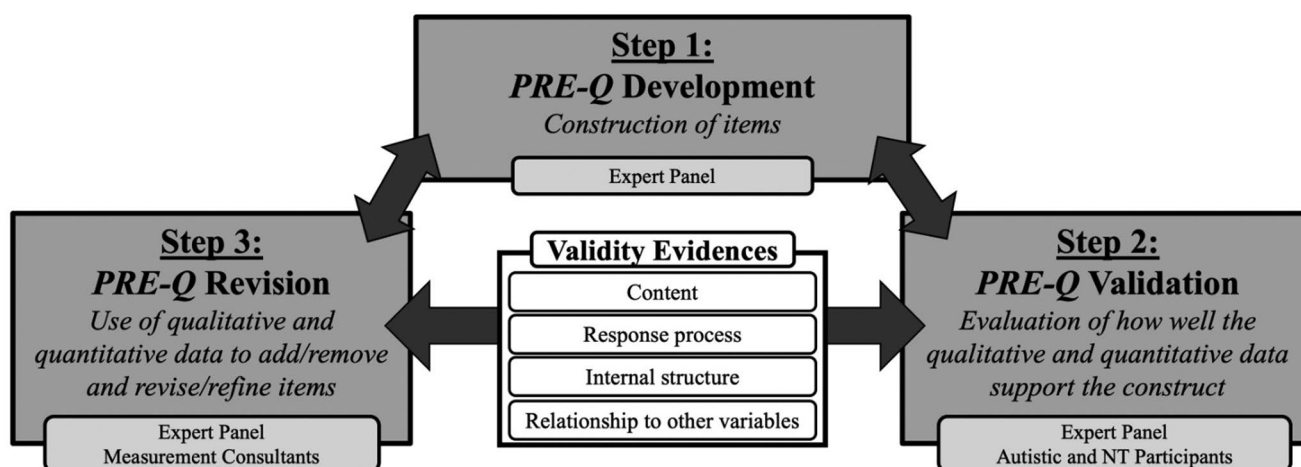 Step 1:
PRE-Q Development
Construction of items
Expert Panel
Step 3:
PRE-Q Revision
Use of qualitative and
quantitative data to add/remove
and revise/refine items
Expert Panel
Measurement Consultants
Validity Evidences
Content
Response process
Internal structure
Relationship to other variables
Step 2:
PRE-Q Validation
Evaluation of how well the
qualitative and quantitative data
support the construct
Expert Panel
Autistic and NT Participants